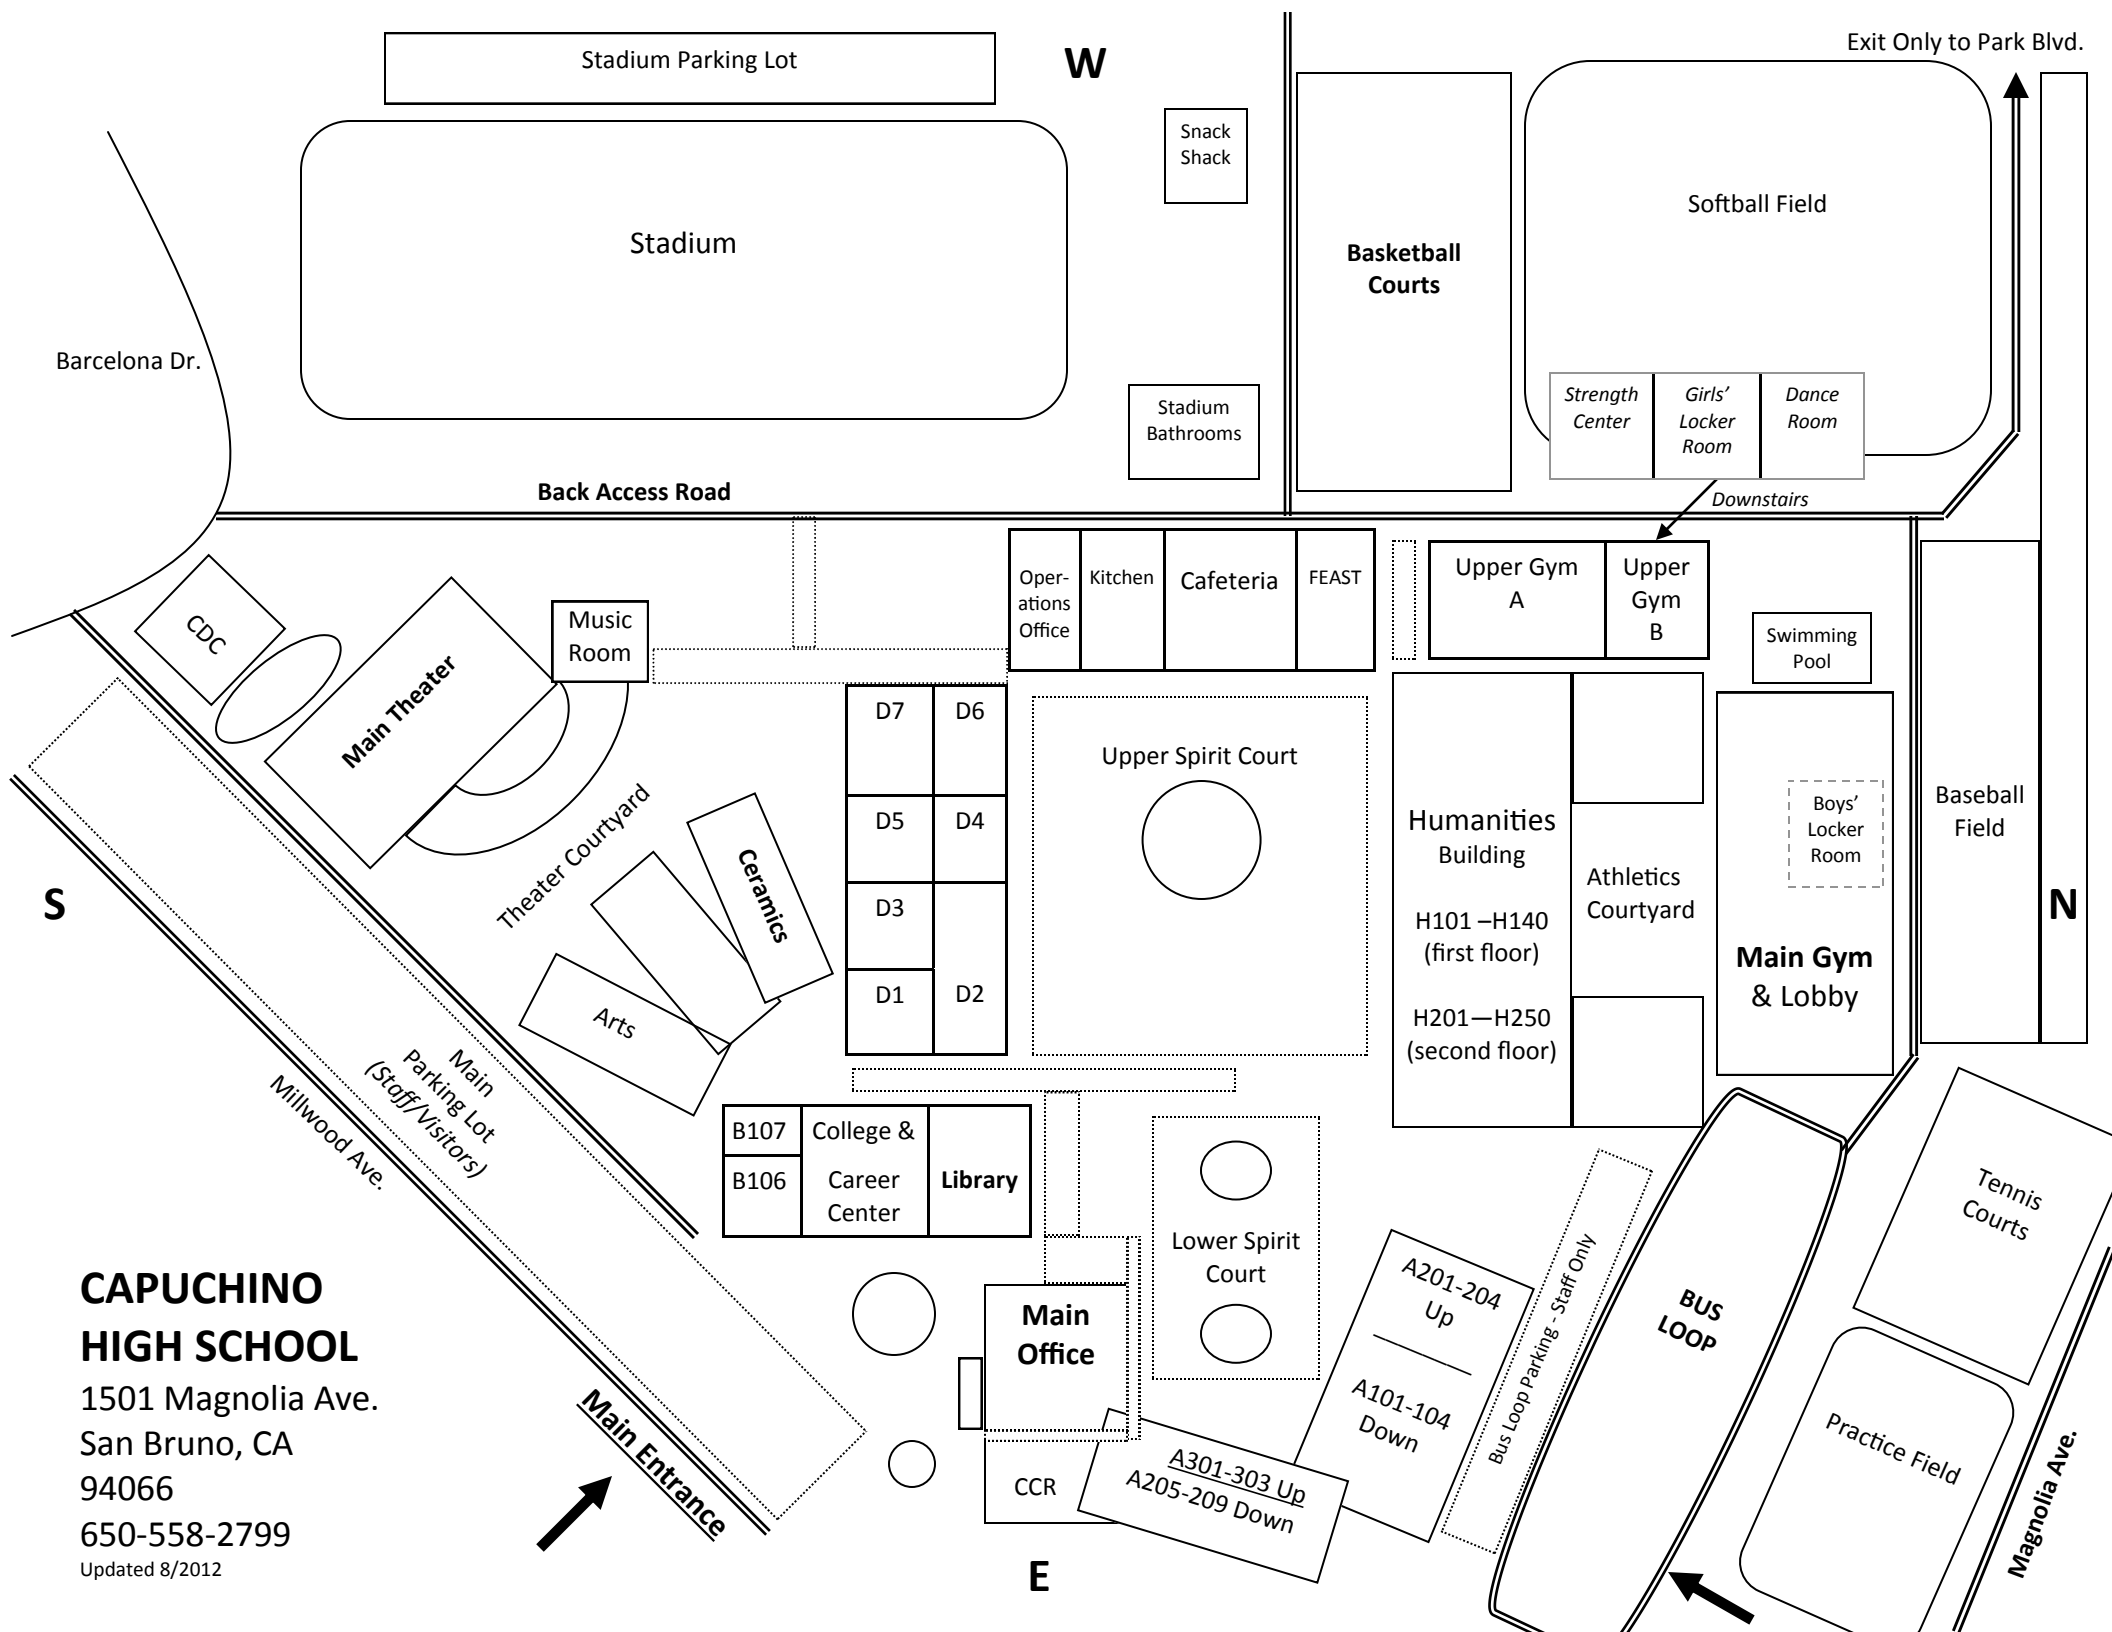 Stadium Parking Lot
W
Exit Only to Park Blvd.
Snack
Shack
Stadium
Basketball
Courts
Softball Field
Barcelona Dr.
Stadium
Bathrooms
Strength
Center
Girls’
Locker
Room
Dance
Room
Downstairs
Back Access Road
CDC
Main Theater
Music
Room
Oper-
ations
Office
Kitchen
Cafeteria
FEAST
Upper Gym
A
Upper
Gym
B
Swimming
Pool
D7
D6
D5
D4
D3
D1
D2
Upper Spirit Court
Humanities
Building
H101 –H140
(first floor)
H201—H250
(second floor)
Athletics
Courtyard
Boys’
Locker
Room
Main Gym
& Lobby
Baseball
Field
N
S
Theater Courtyard
Ceramics
Arts
Main
Parking Lot
(Staff/Visitors)
Millwood Ave.
B107
B106
College &
Career
Center
Library
Lower Spirit
Court
Main
Office
CCR
A201-204
Up
A101-104
Down
A301-303 Up
A205-209 Down
Bus Loop Parking - Staff Only
BUS
LOOP
Tennis
Courts
Practice Field
Magnolia Ave.
Main Entrance
E
CAPUCHINO
HIGH SCHOOL
1501 Magnolia Ave.
San Bruno, CA
94066
650-558-2799
Updated 8/2012